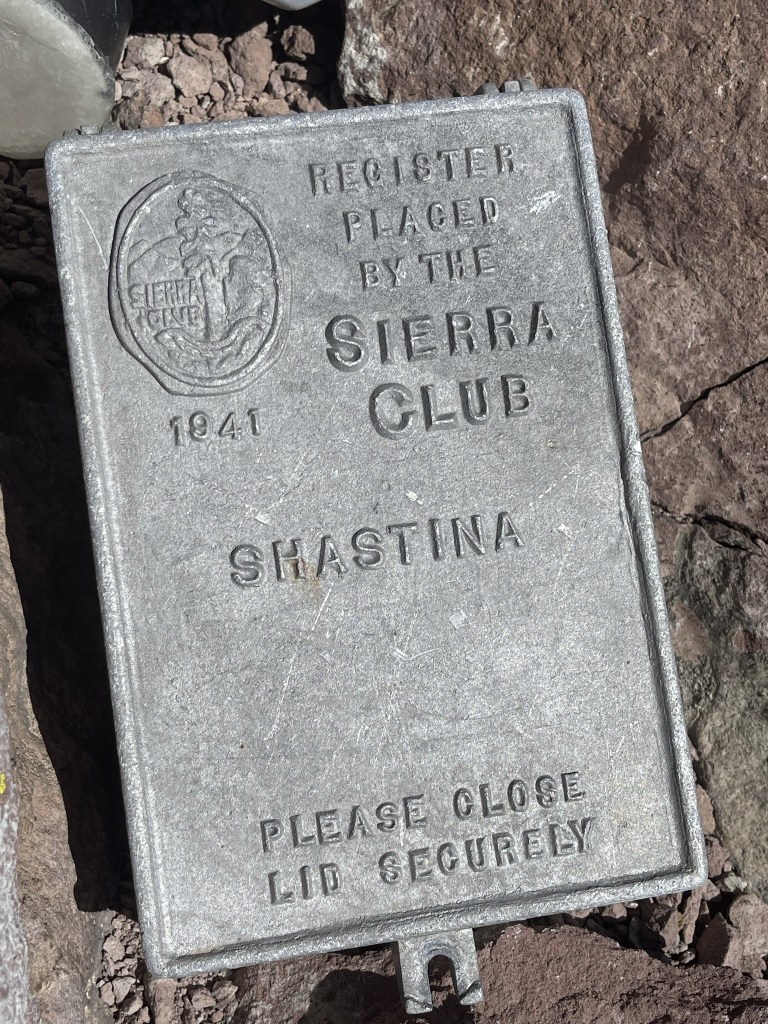 REGISTER
PLACED
BY THE
SIERRA
CLUB
SIERRA
CLUB
1941
SHASTINA
PLEASE CLOSE
LID SECURELY